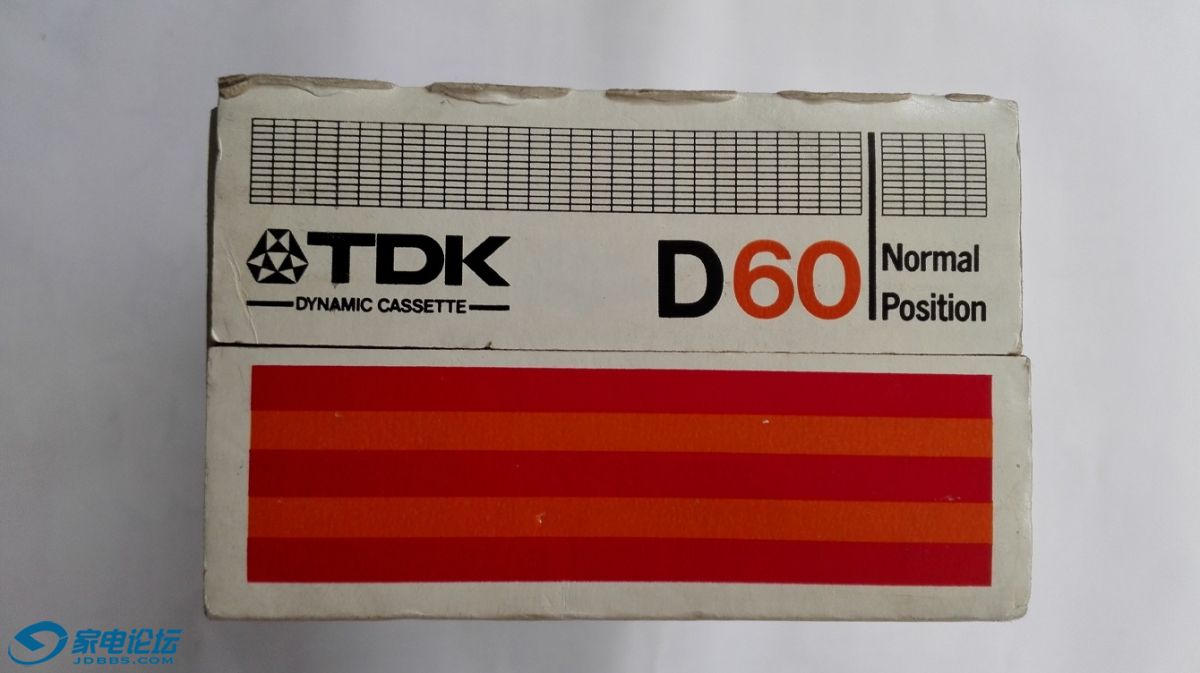 TDK
DYNAMIC CASSETTE
D60
Normal
Position
家电论坛
JDBBS.COM